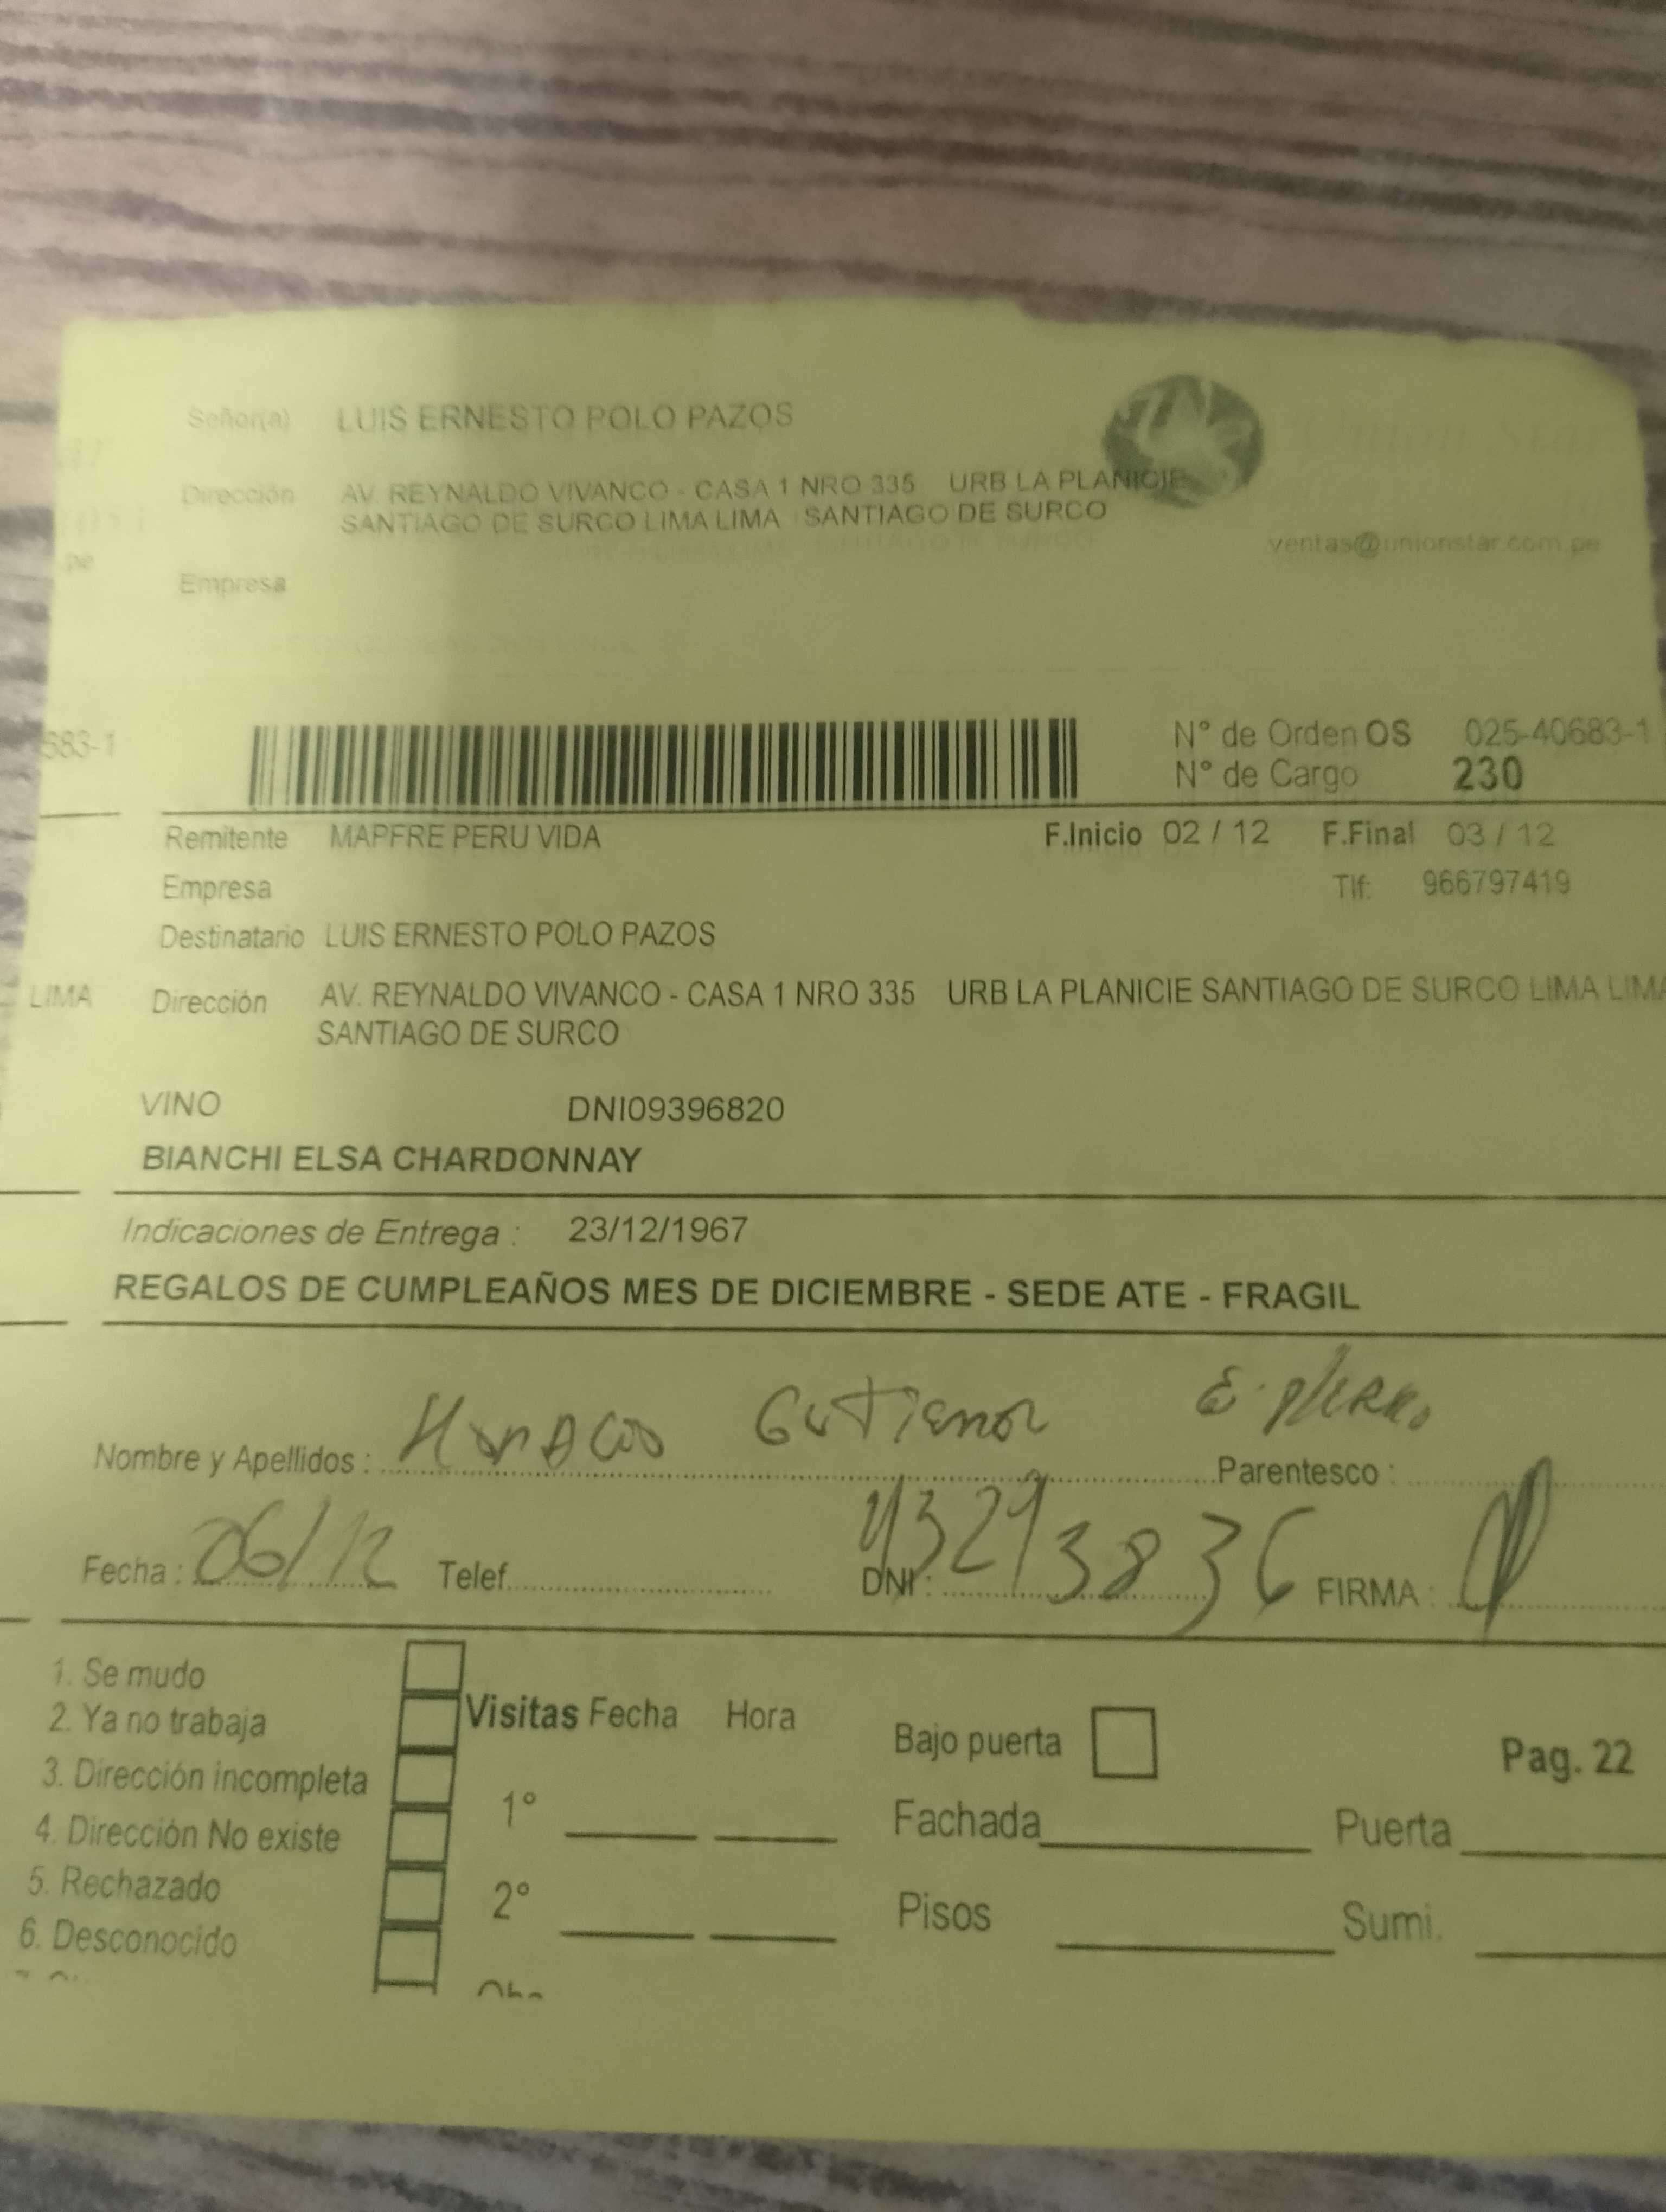 Señor(a) LUIS ERNESTO POLO PAZOS
Union Star
Dirección AV. REYNALDO VIVANCO - CASA 1 NRO 335 URB LA PLANICIE
SANTIAGO DE SURCO LIMA LIMA SANTIAGO DE SURCO
ventas@unionstar.com.pe
.pe
Empresa
683-1
N° de Orden OS 025-40683-1
N° de Cargo 230
Remitente MAPFRE PERU VIDA F.Inicio 02 / 12 F.Final 03 / 12
Empresa Tlf: 966797419
Destinatario LUIS ERNESTO POLO PAZOS
LIMA Dirección AV. REYNALDO VIVANCO - CASA 1 NRO 335 URB LA PLANICIE SANTIAGO DE SURCO LIMA LIMA
SANTIAGO DE SURCO
VINO DNI09396820
BIANCHI ELSA CHARDONNAY
Indicaciones de Entrega : 23/12/1967
REGALOS DE CUMPLEAÑOS MES DE DICIEMBRE - SEDE ATE - FRAGIL
Nombre y Apellidos : Parentesco :
Fecha : 06/12 Telef. DNI : 43293836 FIRMA :
1. Se mudo
2. Ya no trabaja
3. Dirección incompleta
4. Dirección No existe
5. Rechazado
6. Desconocido
Visitas Fecha Hora
1°
2°
Bajo puerta
Pag. 22
Fachada Puerta
Pisos Sumi.